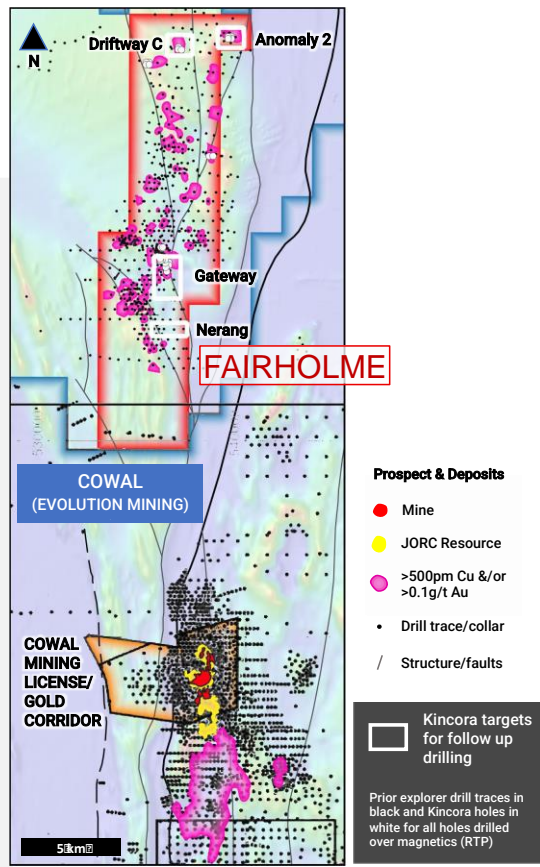 Driftway C
Anomaly 2
N
Gateway
Nerang
FAIRHOLME
COWAL
(EVOLUTION MINING)
COWAL
MINING
LICENSE/
GOLD
CORRIDOR
Prospect & Deposits
Mine
JORC Resource
>500pm Cu &/or
>0.1g/t Au
Drill trace/collar
Structure/faults
Kincora targets
for follow up
drilling
Prior explorer drill traces in
black and Kincora holes in
white for all holes drilled
over magnetics (RTP)